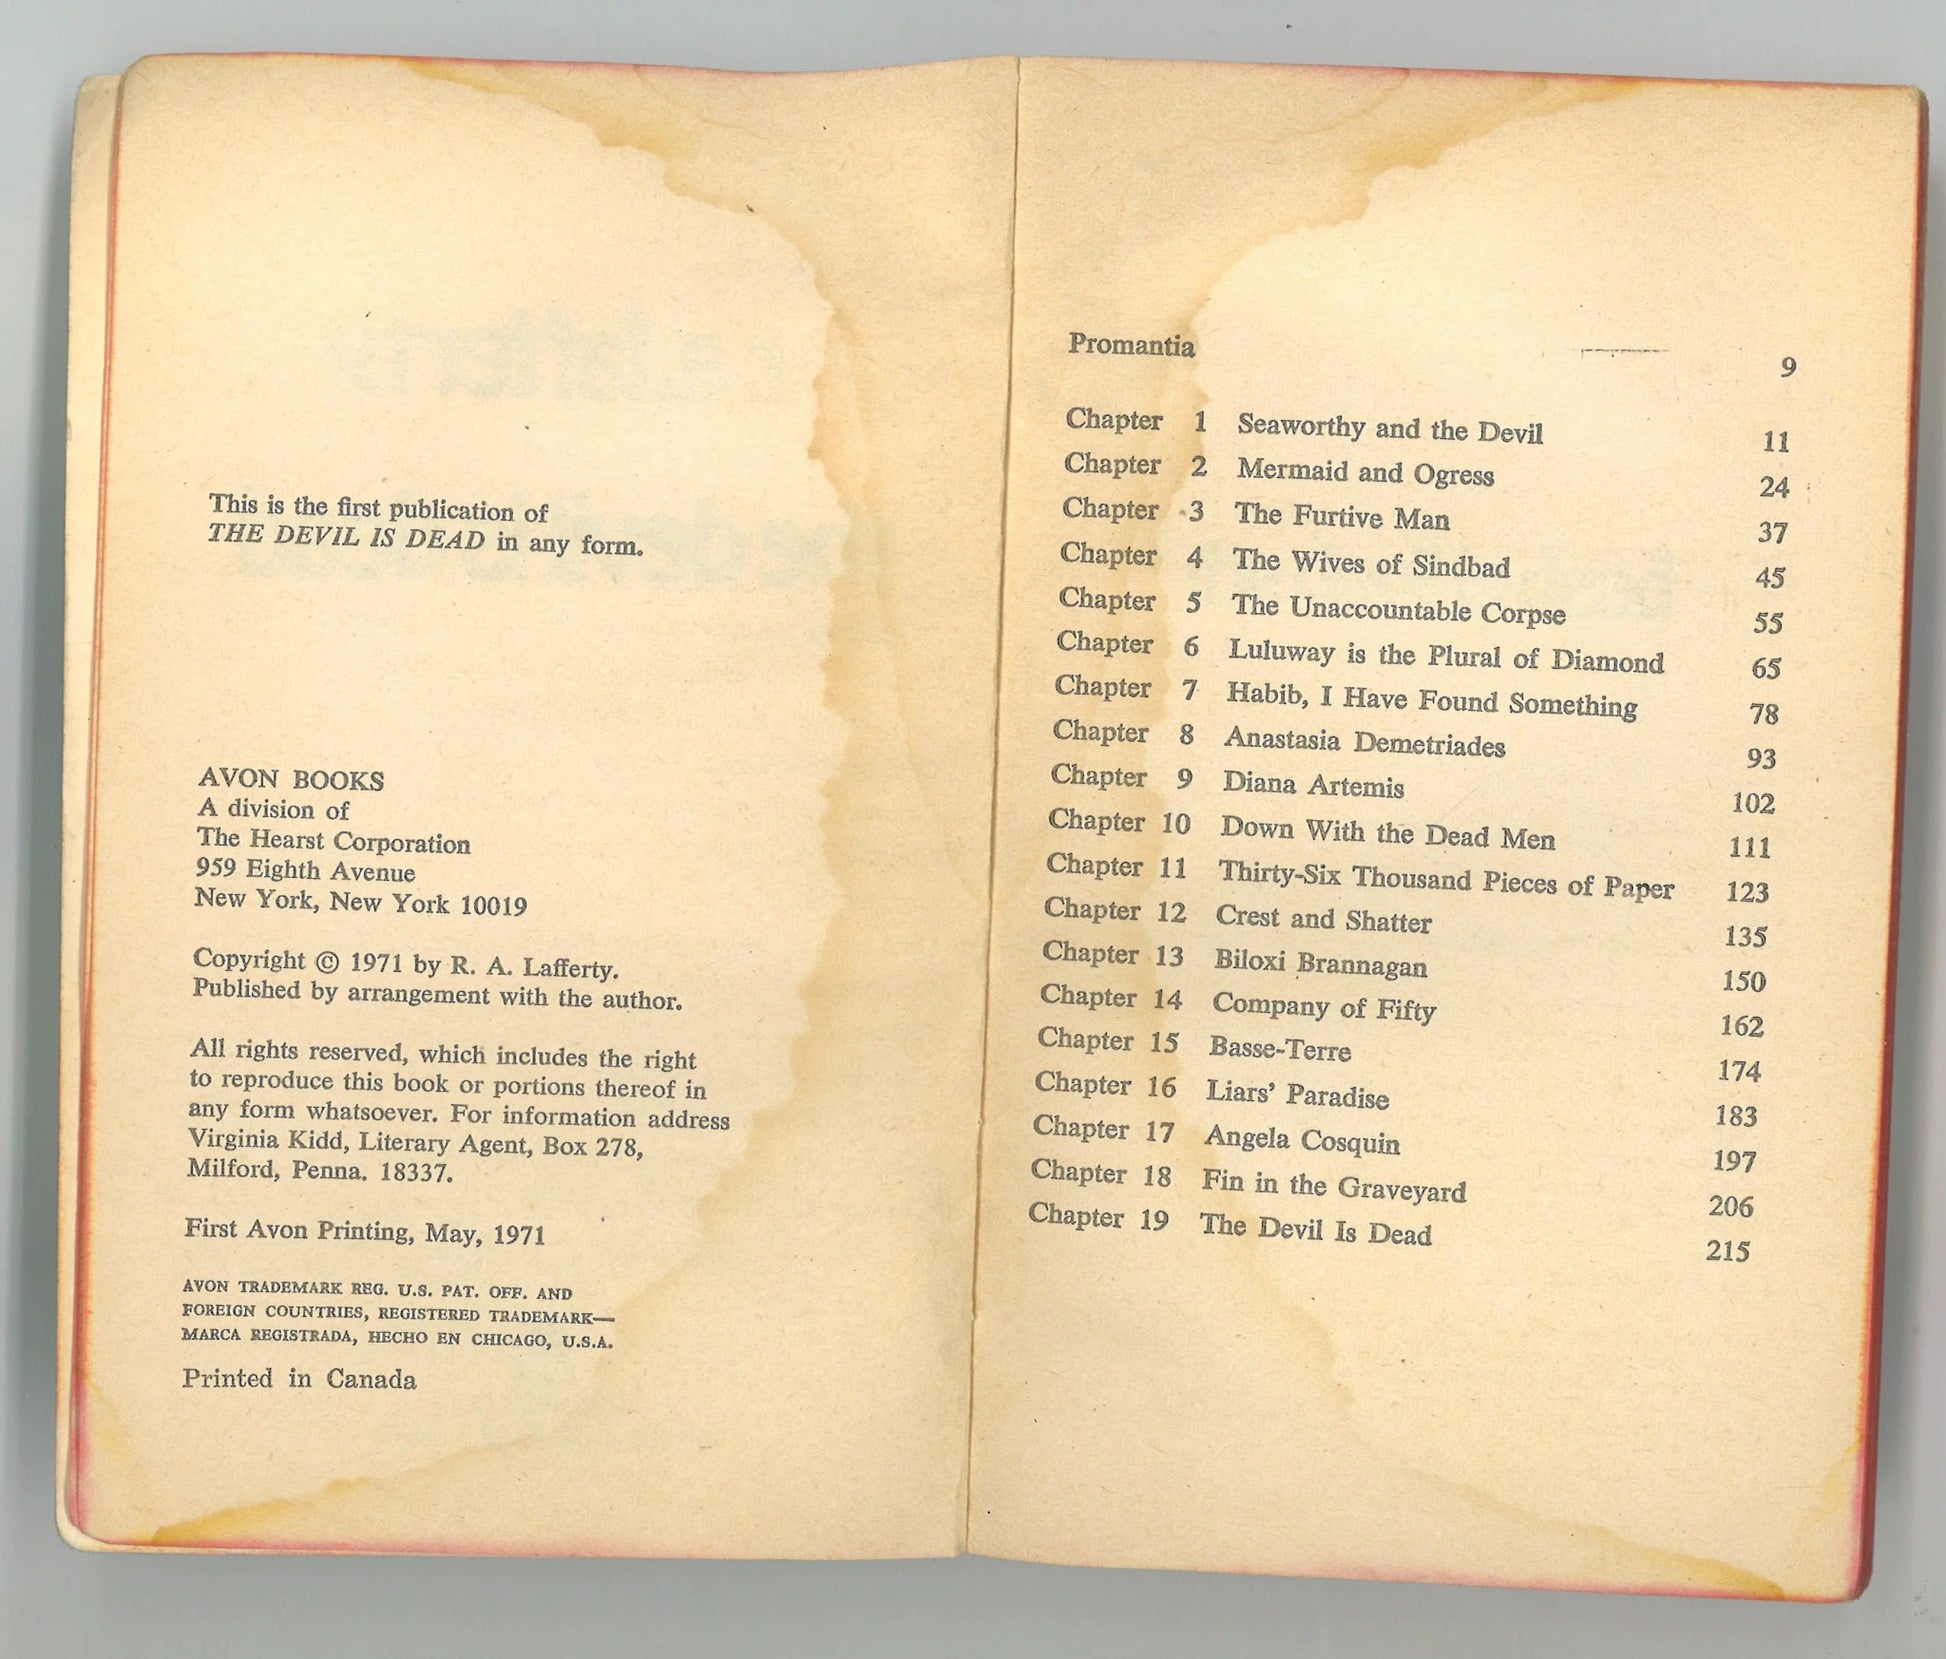 This is the first publication of
THE DEVIL IS DEAD in any form.
AVON BOOKS
A division of
The Hearst Corporation
959 Eighth Avenue
New York, New York 10019
Copyright © 1971 by R. A. Lafferty.
Published by arrangement with the author.
All rights reserved, which includes the right
to reproduce this book or portions thereof in
any form whatsoever. For information address
Virginia Kidd, Literary Agent, Box 278,
Milford, Penna. 18337.
First Avon Printing, May, 1971
AVON TRADEMARK REG. U.S. PAT. OFF. AND
FOREIGN COUNTRIES, REGISTERED TRADEMARK—
MARCA REGISTRADA, HECHO EN CHICAGO, U.S.A.
Printed in Canada
Promantia 9
Chapter 1 Seaworthy and the Devil 11
Chapter 2 Mermaid and Ogress 24
Chapter 3 The Furtive Man 37
Chapter 4 The Wives of Sindbad 45
Chapter 5 The Unaccountable Corpse 55
Chapter 6 Luluway is the Plural of Diamond 65
Chapter 7 Habib, I Have Found Something 78
Chapter 8 Anastasia Demetriades 93
Chapter 9 Diana Artemis 102
Chapter 10 Down With the Dead Men 111
Chapter 11 Thirty-Six Thousand Pieces of Paper 123
Chapter 12 Crest and Shatter 135
Chapter 13 Biloxi Brannagan 150
Chapter 14 Company of Fifty 162
Chapter 15 Basse-Terre 174
Chapter 16 Liars' Paradise 183
Chapter 17 Angela Cosquin 197
Chapter 18 Fin in the Graveyard 206
Chapter 19 The Devil Is Dead 215